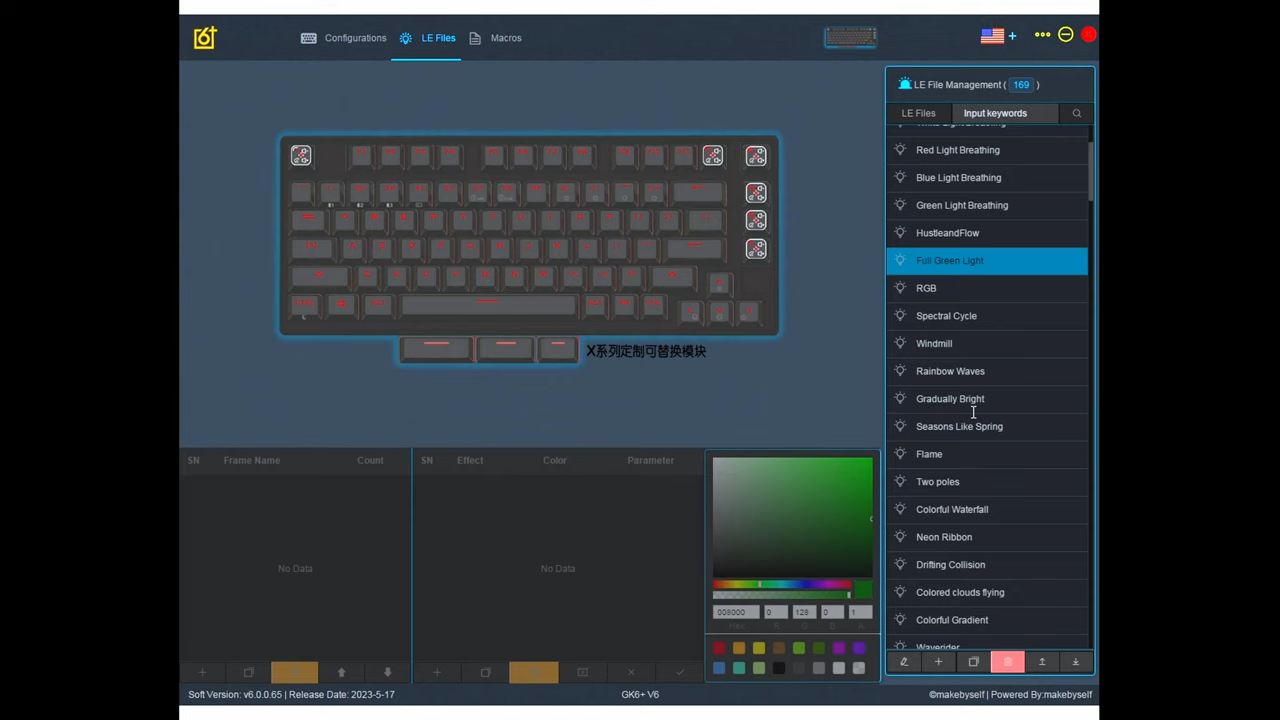 Configurations
LE Files
Macros
LE File Management ( 169 )
LE Files
Input keywords
Red Light Breathing
Blue Light Breathing
Green Light Breathing
HustleandFlow
Full Green Light
RGB
Spectral Cycle
Windmill
Rainbow Waves
Gradually Bright
Seasons Like Spring
Flame
Two poles
Colorful Waterfall
Neon Ribbon
Drifting Collision
Colored clouds flying
Colorful Gradient
Waverider
X系列定制可替换模块
SN Frame Name Count
No Data
SN Effect Color Parameter
No Data
008000 0 128 0 1
Hex R G B A
Soft Version: v6.0.0.65 | Release Date: 2023-5-17
GK6+ V6
©makebyself | Powered By:makebyself